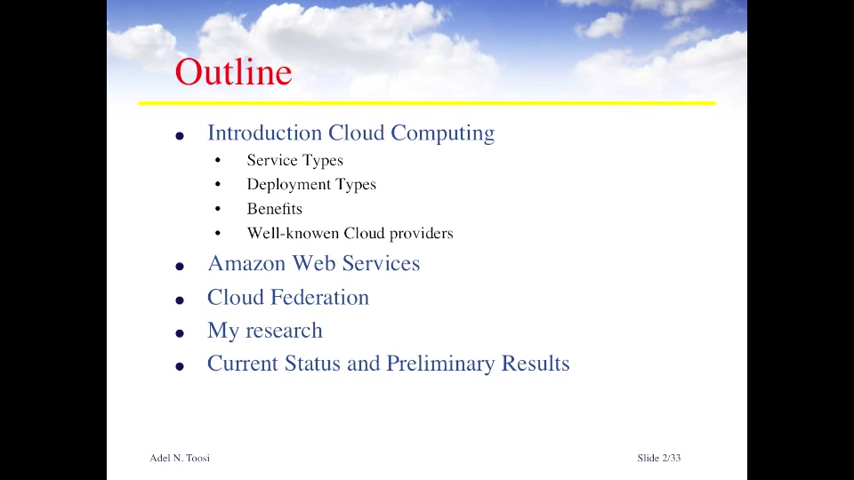 Outline
• Introduction Cloud Computing
• Service Types
• Deployment Types
• Benefits
• Well-knowen Cloud providers
• Amazon Web Services
• Cloud Federation
• My research
• Current Status and Preliminary Results
Adel N. Toosi
Slide 2/33